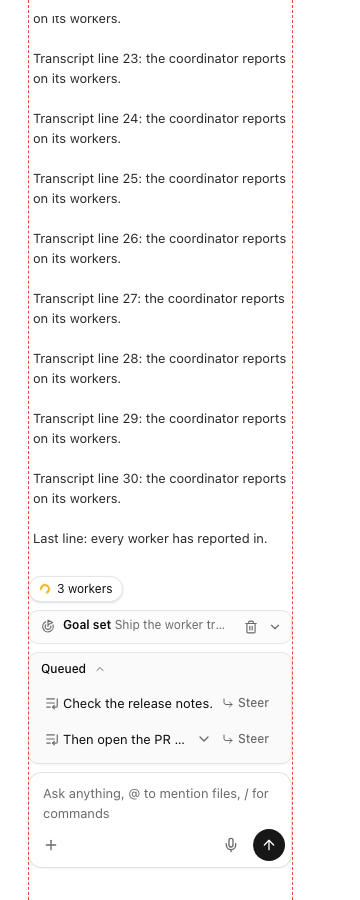 on its workers.
Transcript line 23: the coordinator reports
on its workers.
Transcript line 24: the coordinator reports
on its workers.
Transcript line 25: the coordinator reports
on its workers.
Transcript line 26: the coordinator reports
on its workers.
Transcript line 27: the coordinator reports
on its workers.
Transcript line 28: the coordinator reports
on its workers.
Transcript line 29: the coordinator reports
on its workers.
Transcript line 30: the coordinator reports
on its workers.
Last line: every worker has reported in.
3 workers
Goal set Ship the worker tr...
Queued
Check the release notes. Steer
Then open the PR ... Steer
Ask anything, @ to mention files, / for
commands